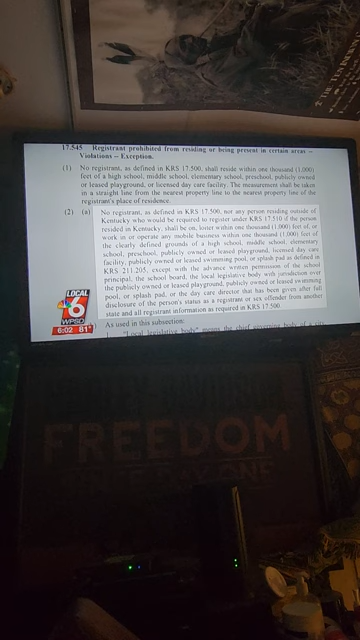 17.545 Registrant prohibited from residing or being present in certain areas –
Violations – Exception.
(1) No registrant, as defined in KRS 17.500, shall reside within one thousand (1,000)
feet of a high school, middle school, elementary school, preschool, publicly owned
or leased playground, or licensed day care facility. The measurement shall be taken
in a straight line from the nearest property line to the nearest property line of the
registrant's place of residence.
(2) (a) No registrant, as defined in KRS 17.500, nor any person residing outside of
Kentucky who would be required to register under KRS 17.510 if the person
resided in Kentucky, shall be on, loiter within one thousand (1,000) feet of, or
work in or operate any mobile business within one thousand (1,000) feet of
the clearly defined grounds of a high school, middle school, elementary
school, preschool, publicly owned or leased playground, licensed day care
facility, publicly owned or leased swimming pool, or splash pad as defined in
KRS 211.205, except with the advance written permission of the school
principal, the school board, the local legislative body with jurisdiction over
the publicly owned or leased playground, publicly owned or leased swimming
pool, or splash pad, or the day care director that has been given after full
disclosure of the person's status as a registrant or sex offender from another
state and all registrant information as required in KRS 17.500.
As used in this subsection:
1. "Local legislative body" means the chief governing body of a
LOCAL
6
WPSD
6:02 81°
FREEDOM
SINCE DAY ONE